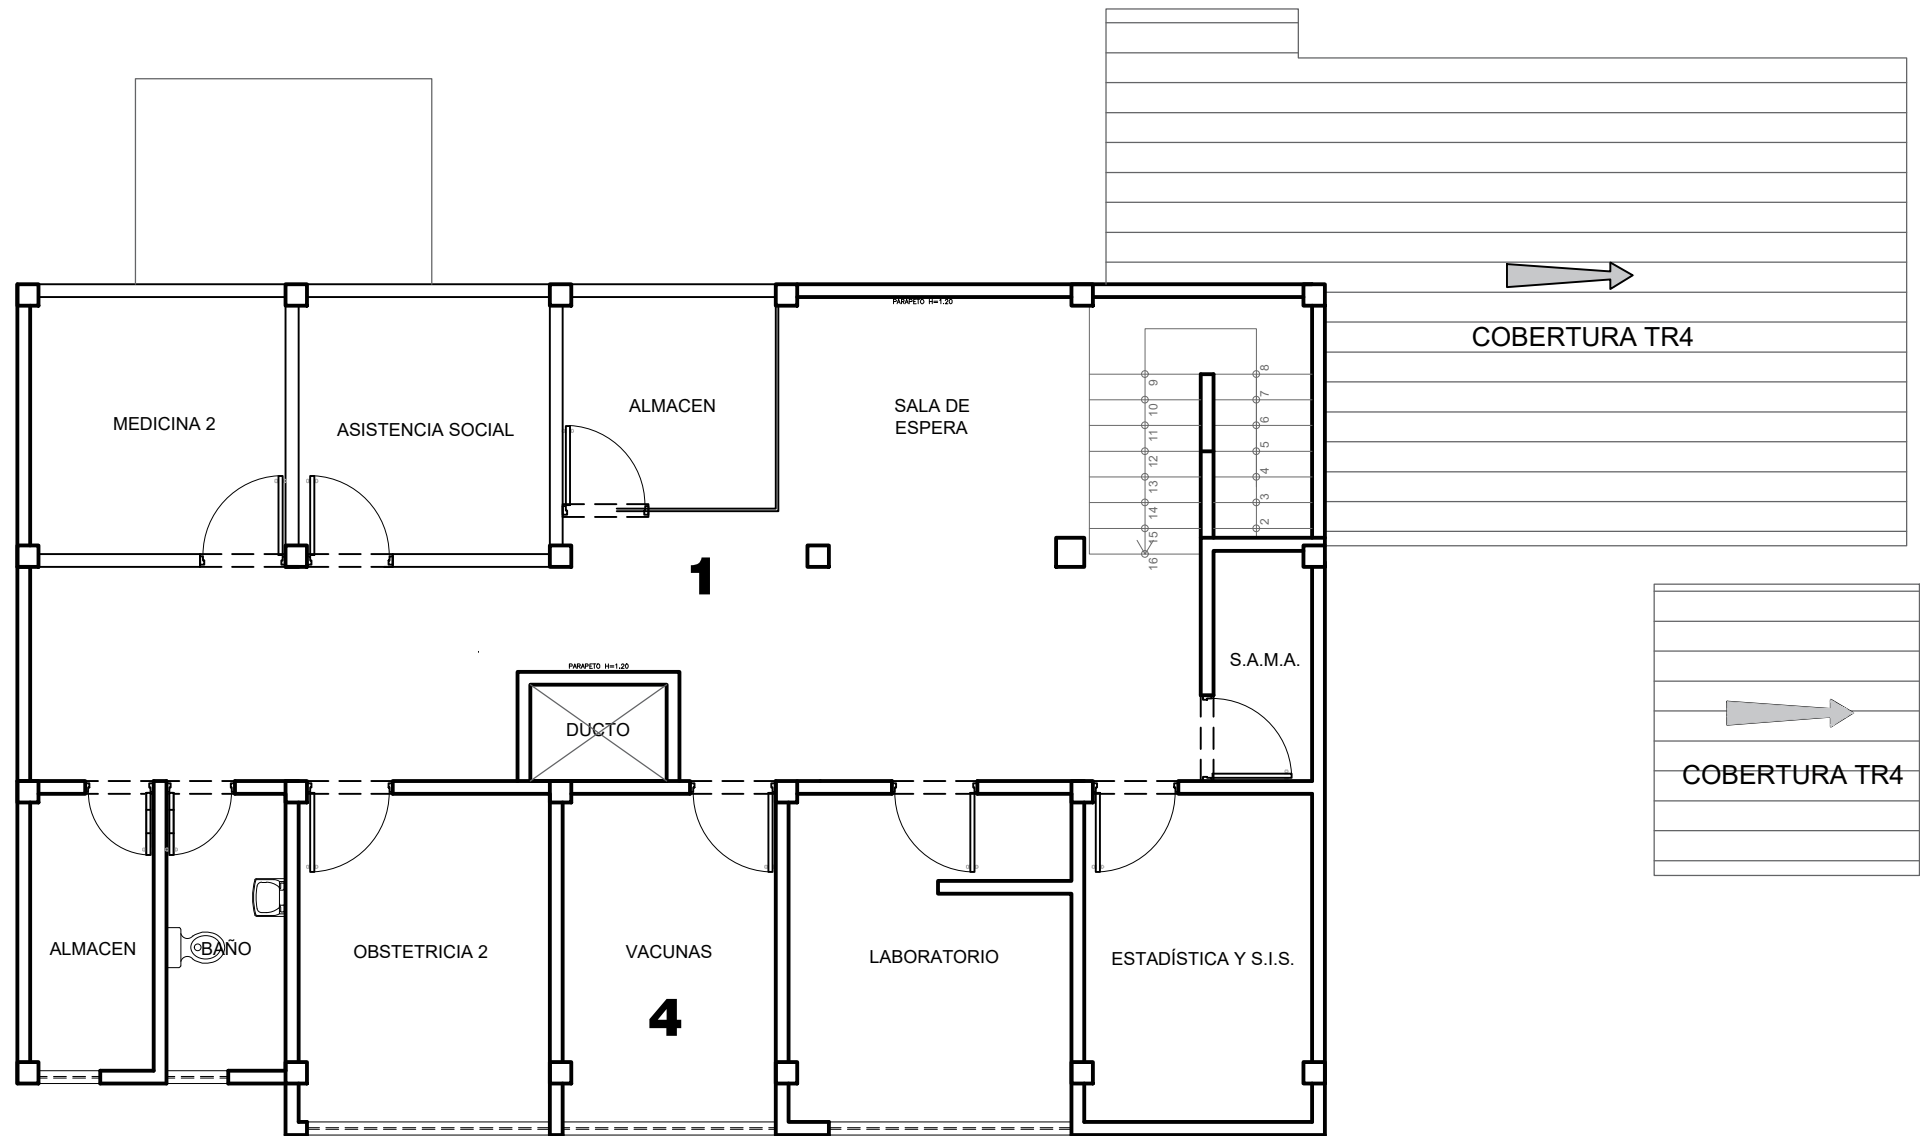 COBERTURA TR4
PARAPETO H=1.20
MEDICINA 2
ASISTENCIA SOCIAL
ALMACEN
SALA DE
ESPERA
9
10
11
12
13
14
15
16
8
7
6
5
4
3
2
1
PARAPETO H=1.20
DUCTO
S.A.M.A.
COBERTURA TR4
ALMACEN
BAÑO
OBSTETRICIA 2
VACUNAS
LABORATORIO
ESTADÍSTICA Y S.I.S.
4